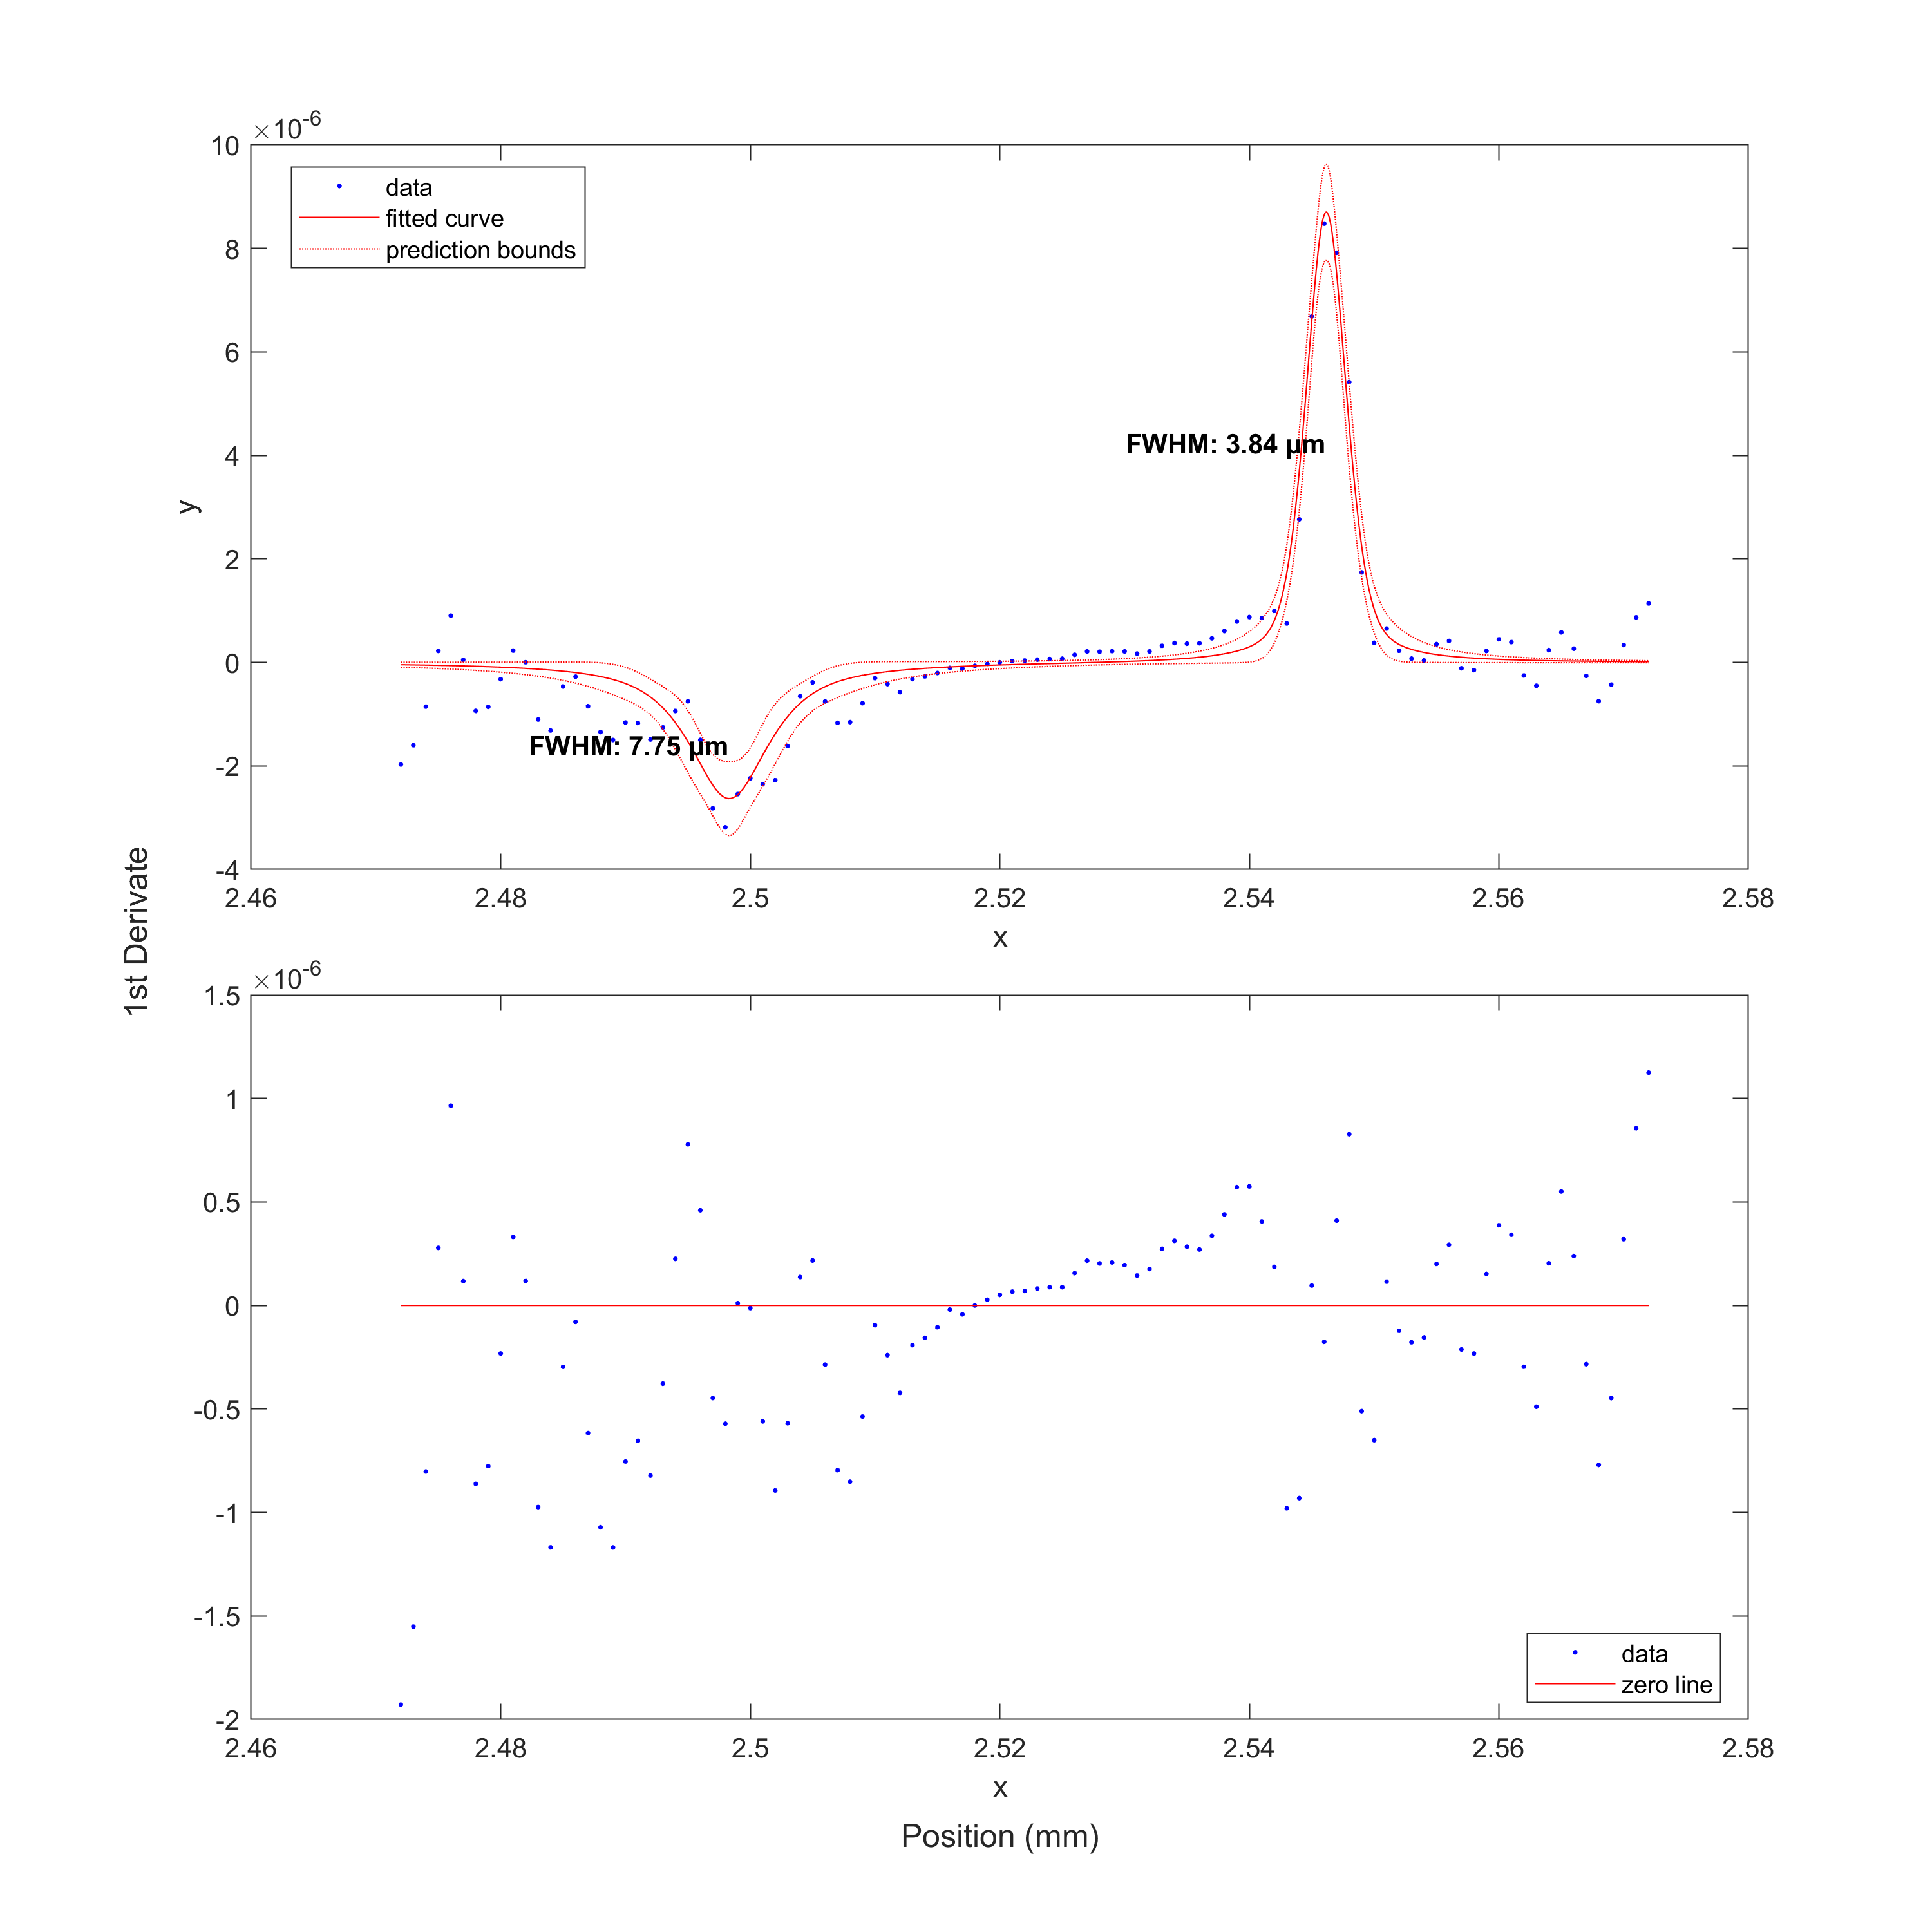 ×10-6
10
8
6
4
2
0
-2
-4
y
data
fitted curve
prediction bounds
FWHM: 3.84 µm
FWHM: 7.75 µm
2.46
2.48
2.5
2.52
2.54
2.56
2.58
x
1st Derivate
×10-6
1.5
1
0.5
0
-0.5
-1
-1.5
-2
data
zero line
2.46
2.48
2.5
2.52
2.54
2.56
2.58
x
Position (mm)